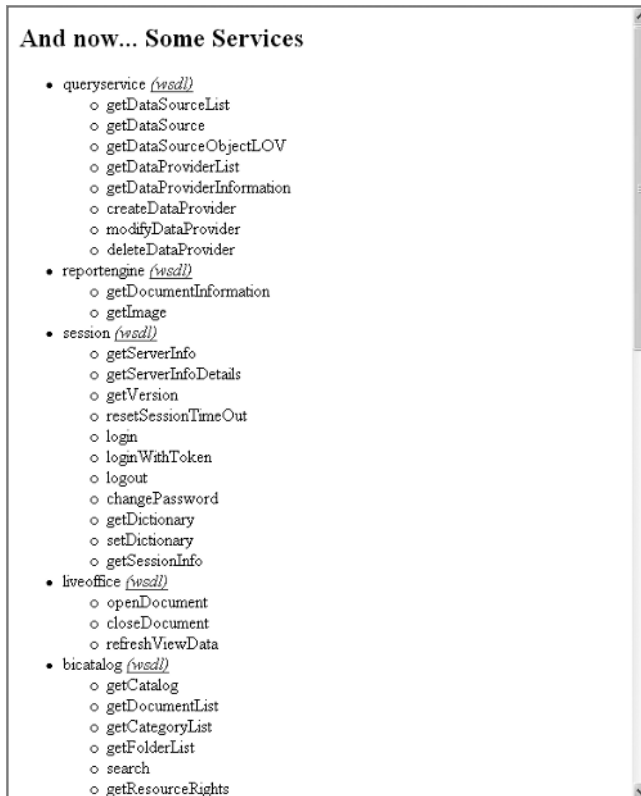 And now... Some Services
queryservice (wsdl)
getDataSourceList
getDataSource
getDataSourceObjectLOV
getDataProviderList
getDataProviderInformation
createDataProvider
modifyDataProvider
deleteDataProvider
reportengine (wsdl)
getDocumentInformation
getImage
session (wsdl)
getServerInfo
getServerInfoDetails
getVersion
resetSessionTimeOut
login
loginWithToken
logout
changePassword
getDictionary
setDictionary
getSessionInfo
liveoffice (wsdl)
openDocument
closeDocument
refreshViewData
bicatalog (wsdl)
getCatalog
getDocumentList
getCategoryList
getFolderList
search
getResourceRights